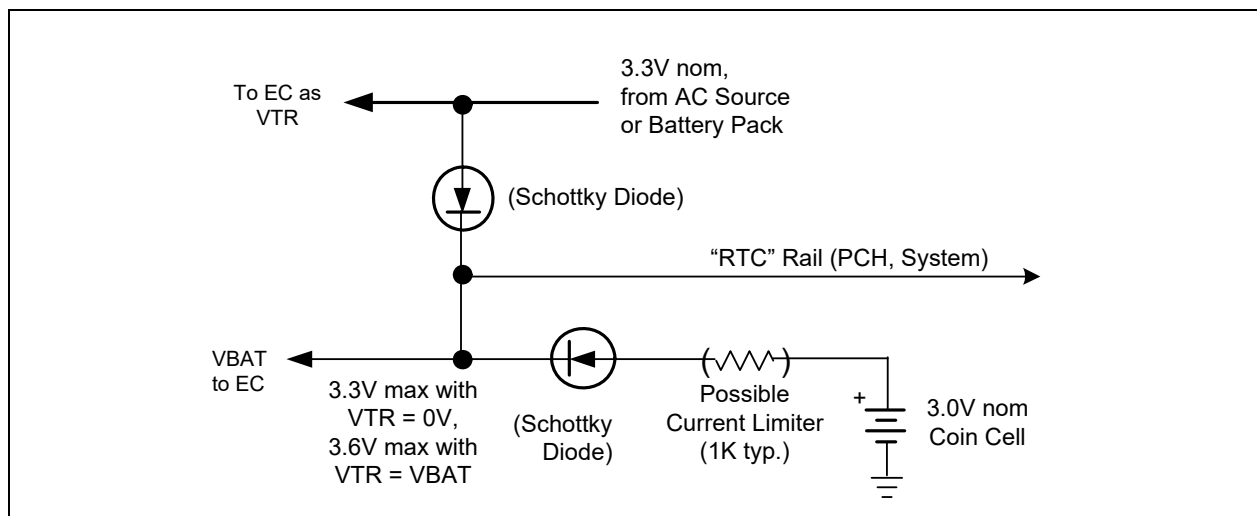 To EC as
VTR
3.3V nom,
from AC Source
or Battery Pack
(Schottky Diode)
“RTC” Rail (PCH, System)
VBAT
to EC
3.3V max with
VTR = 0V,
3.6V max with
VTR = VBAT
(Schottky
Diode)
( )
Possible
Current Limiter
(1K typ.)
+
3.0V nom
Coin Cell